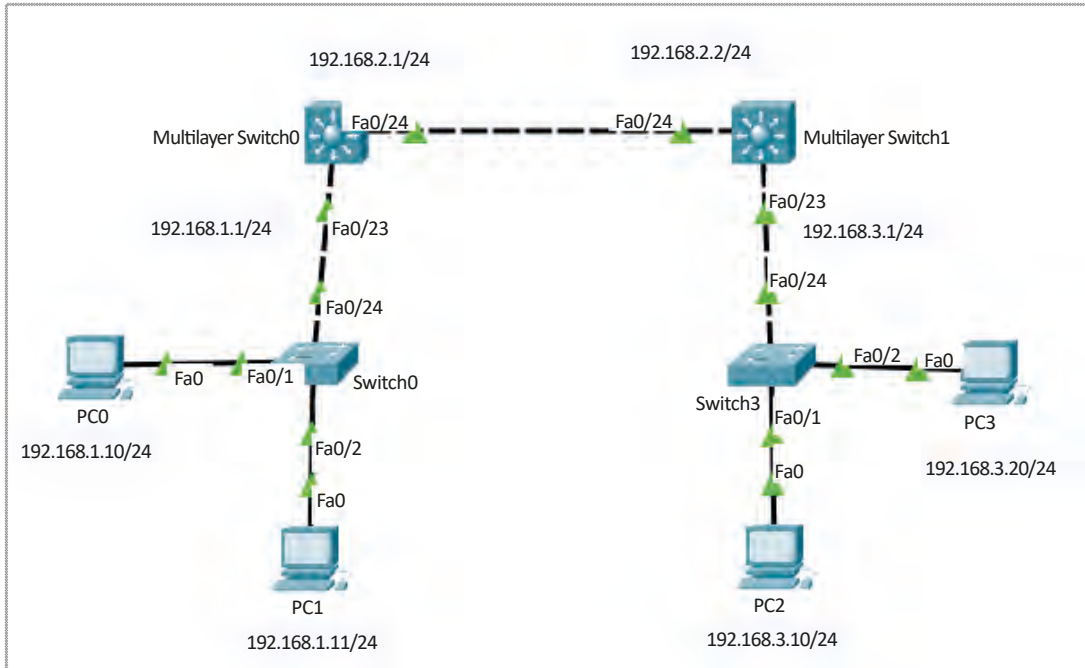 192.168.2.1/24
192.168.2.2/24
Multilayer Switch0
Fa0/24
Fa0/24
Multilayer Switch1
192.168.1.1/24
Fa0/23
Fa0/23
192.168.3.1/24
Fa0/24
Fa0/24
Fa0
Fa0/1
Switch0
Switch3
Fa0/2
Fa0
PC0
192.168.1.10/24
Fa0/2
Fa0
Fa0/1
Fa0
PC3
192.168.3.20/24
PC1
192.168.1.11/24
PC2
192.168.3.10/24